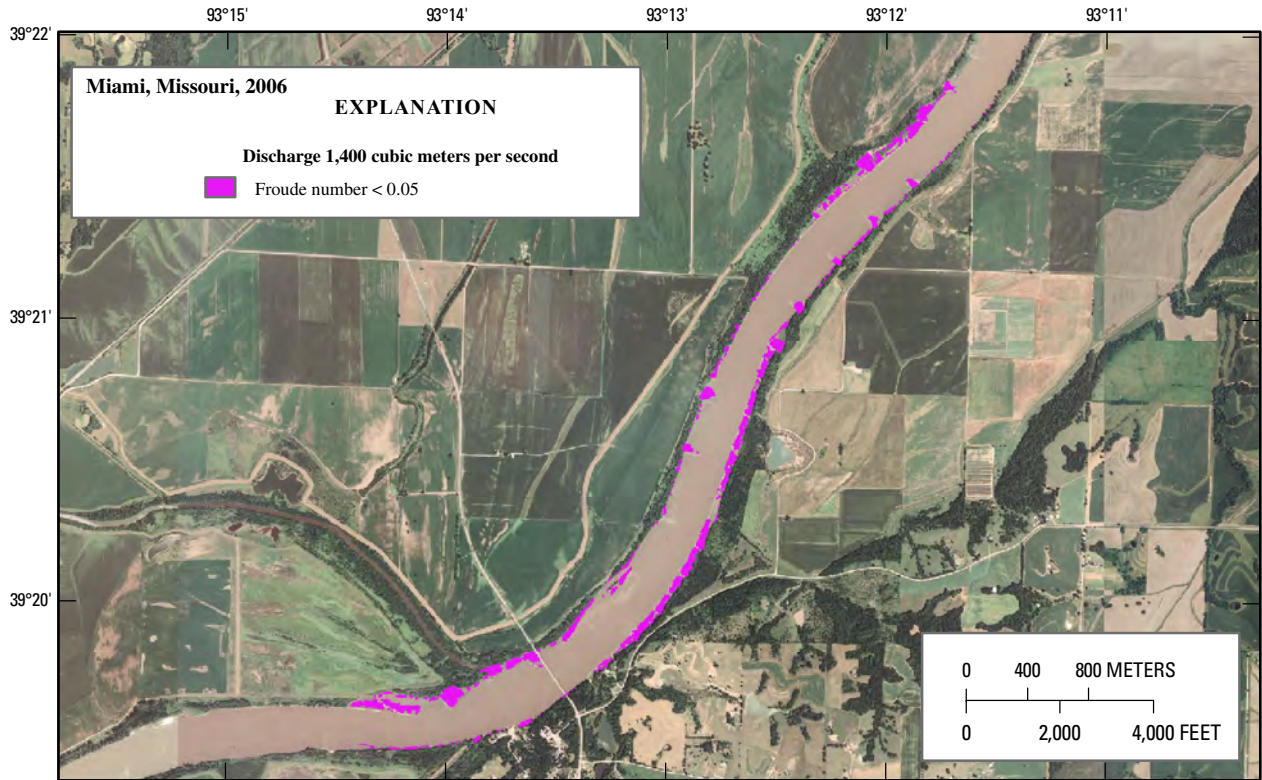 93°15' 93°14' 93°13' 93°12' 93°11'
39°22'
Miami, Missouri, 2006
EXPLANATION
Discharge 1,400 cubic meters per second
Froude number < 0.05
39°21'
39°20'
0 400 800 METERS
0 2,000 4,000 FEET